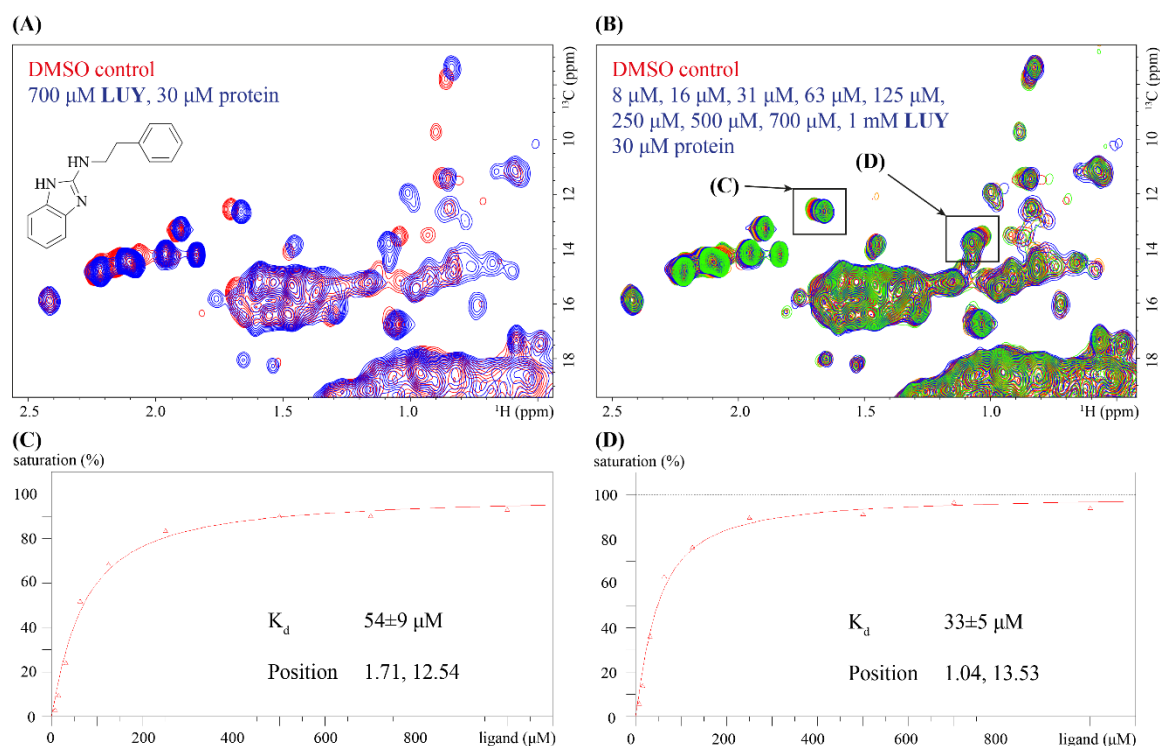 (A)
DMSO control
700 μM LUY, 30 μM protein
HN
HN
N
¹³C (ppm)
10
12
14
16
18
2.5 2.0 1.5 1.0 ¹H (ppm)
(B)
DMSO control
8 μM, 16 μM, 31 μM, 63 μM, 125 μM,
250 μM, 500 μM, 700 μM, 1 mM LUY
30 μM protein
(C)
(D)
¹³C (ppm)
10
12
14
16
18
2.5 2.0 1.5 1.0 ¹H (ppm)
(C)
saturation (%)
100
80
60
40
20
0
K_d 54±9 μM
Position 1.71, 12.54
0 200 400 600 800 ligand (μM)
(D)
saturation (%)
100
80
60
40
20
0
K_d 33±5 μM
Position 1.04, 13.53
0 200 400 600 800 ligand (μM)